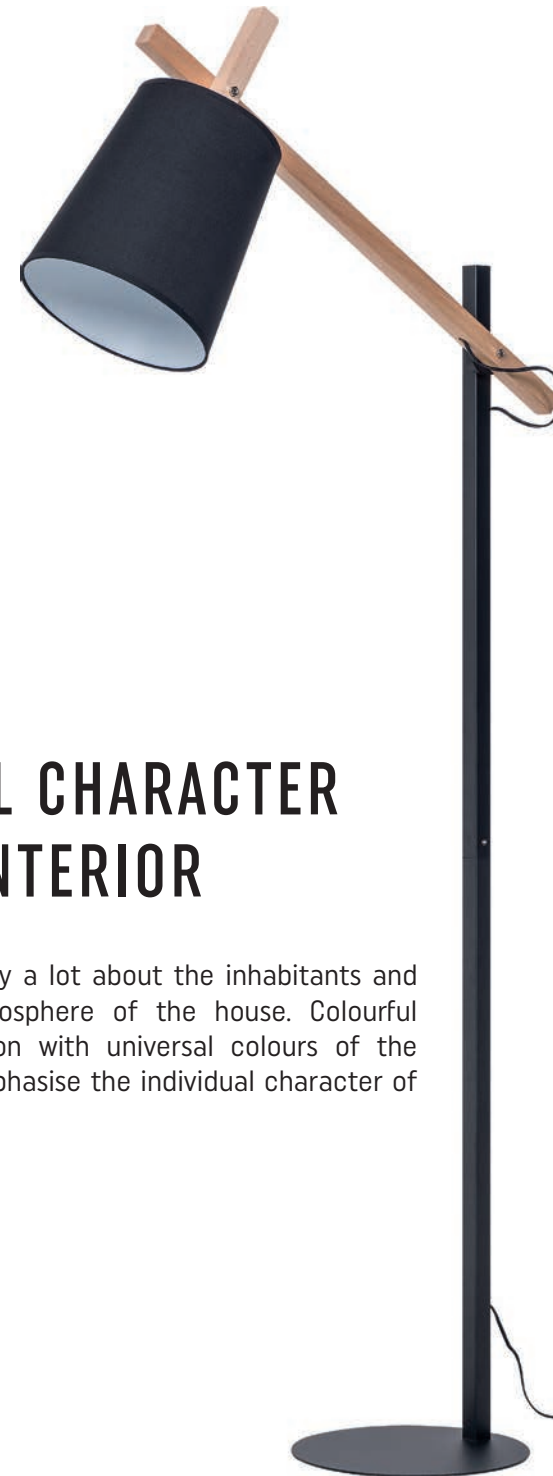 CHARACTER
NTERIOR
a lot about the inhabitants and
osphere of the house. Colourful
on with universal colours of the
phasise the individual character of